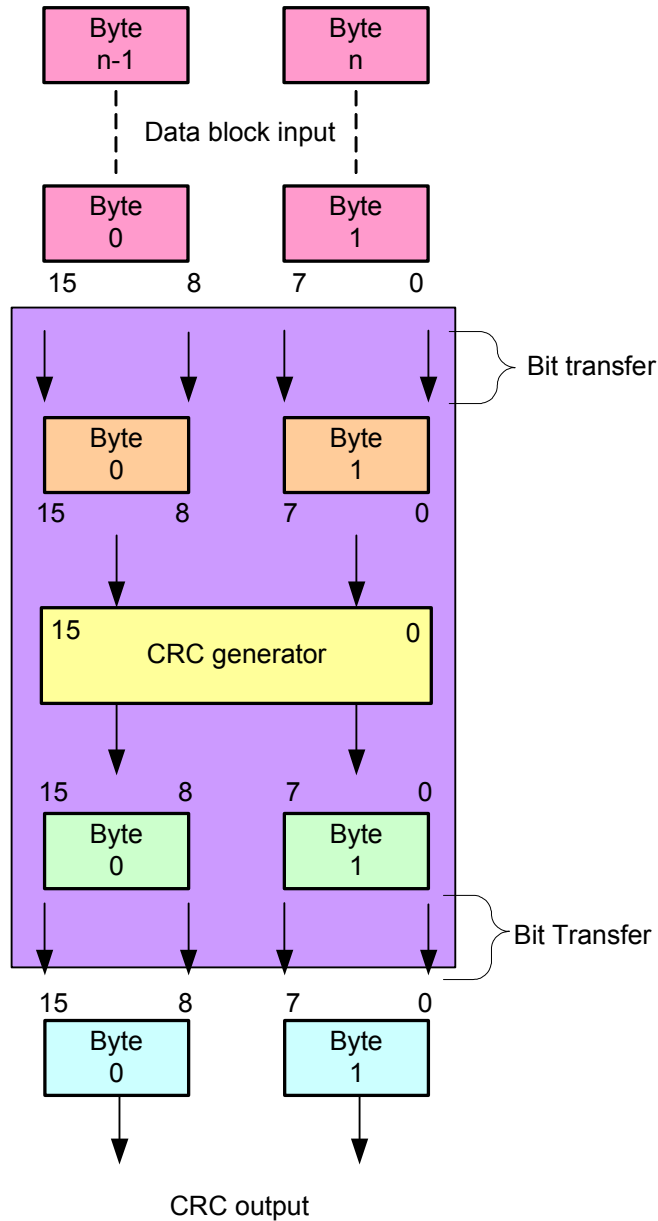 Byte
n-1
Byte
n
Data block input
Byte
0
Byte
1
15 8 7 0
Bit transfer
Byte
0
Byte
1
15 8 7 0
15 0
CRC generator
15 8 7 0
Byte
0
Byte
1
Bit Transfer
15 8 7 0
Byte
0
Byte
1
CRC output